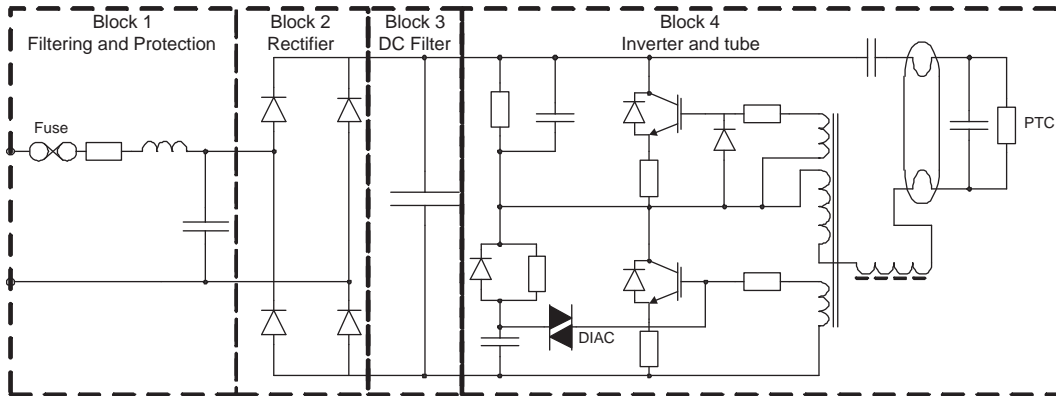 Block 1
Filtering and Protection
Block 2
Rectifier
Block 3
DC Filter
Block 4
Inverter and tube
Fuse
PTC
DIAC